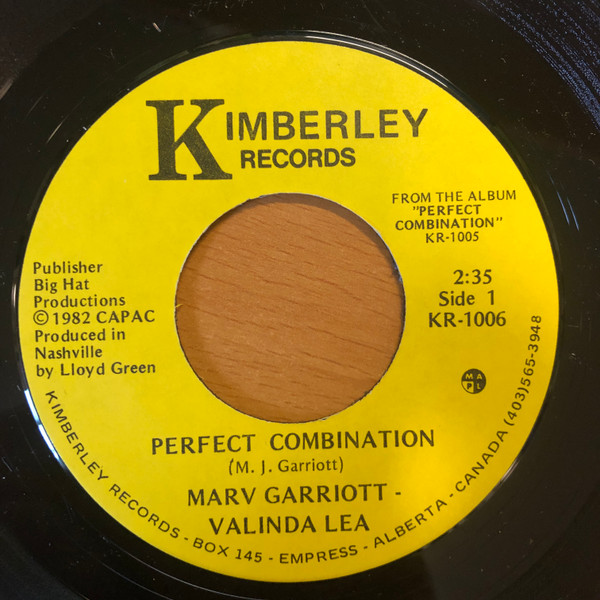 KIMBERLEY
RECORDS
FROM THE ALBUM
"PERFECT
COMBINATION"
KR-1005
Publisher
Big Hat
Productions
©1982 CAPAC
Produced in
Nashville
by Lloyd Green
2:35
Side 1
KR-1006
MAPL
PERFECT COMBINATION
(M. J. Garriott)
MARV GARRIOTT -
VALINDA LEA
KIMBERLEY RECORDS - BOX 145 - EMPRESS - ALBERTA - CANADA (403)565-3948